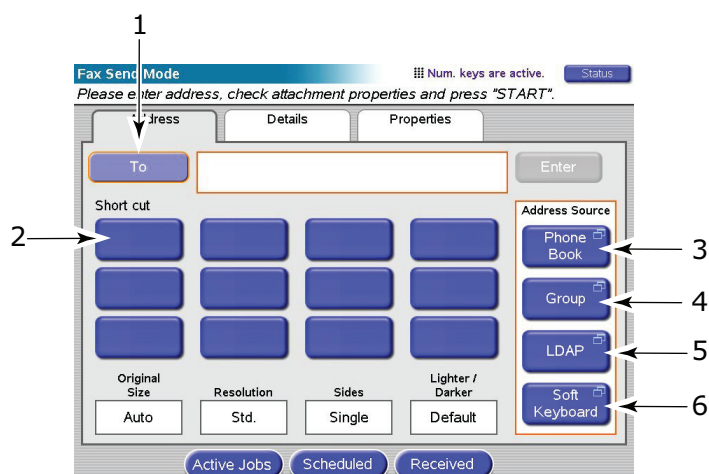 1
Fax Send Mode
Num. keys are active.
Status
Please enter address, check attachment properties and press "START".
Address
Details
Properties
To
Enter
Short cut
Address Source
2
Phone
Book
3
Group
4
LDAP
5
Soft
Keyboard
6
Original
Size
Resolution
Sides
Lighter /
Darker
Auto
Std.
Single
Default
Active Jobs
Scheduled
Received